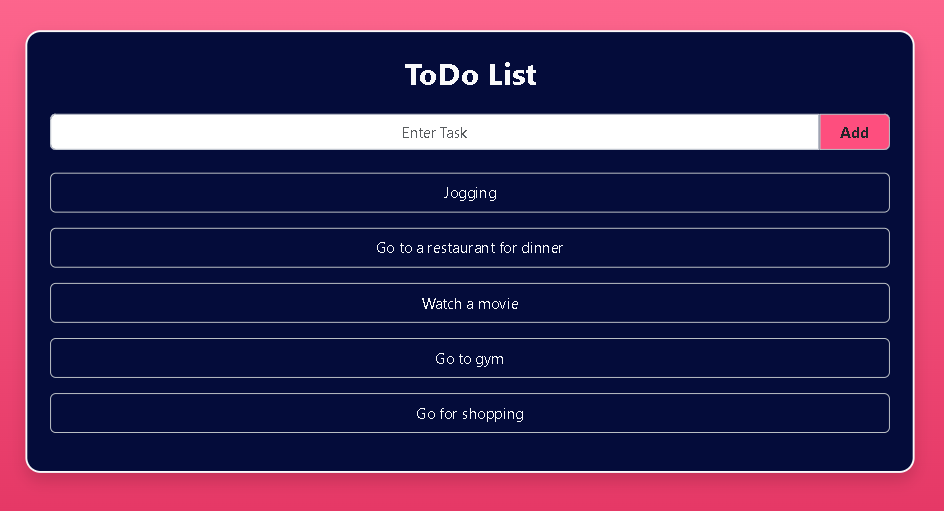 ToDo List
Enter Task
Add
Jogging
Go to a restaurant for dinner
Watch a movie
Go to gym
Go for shopping